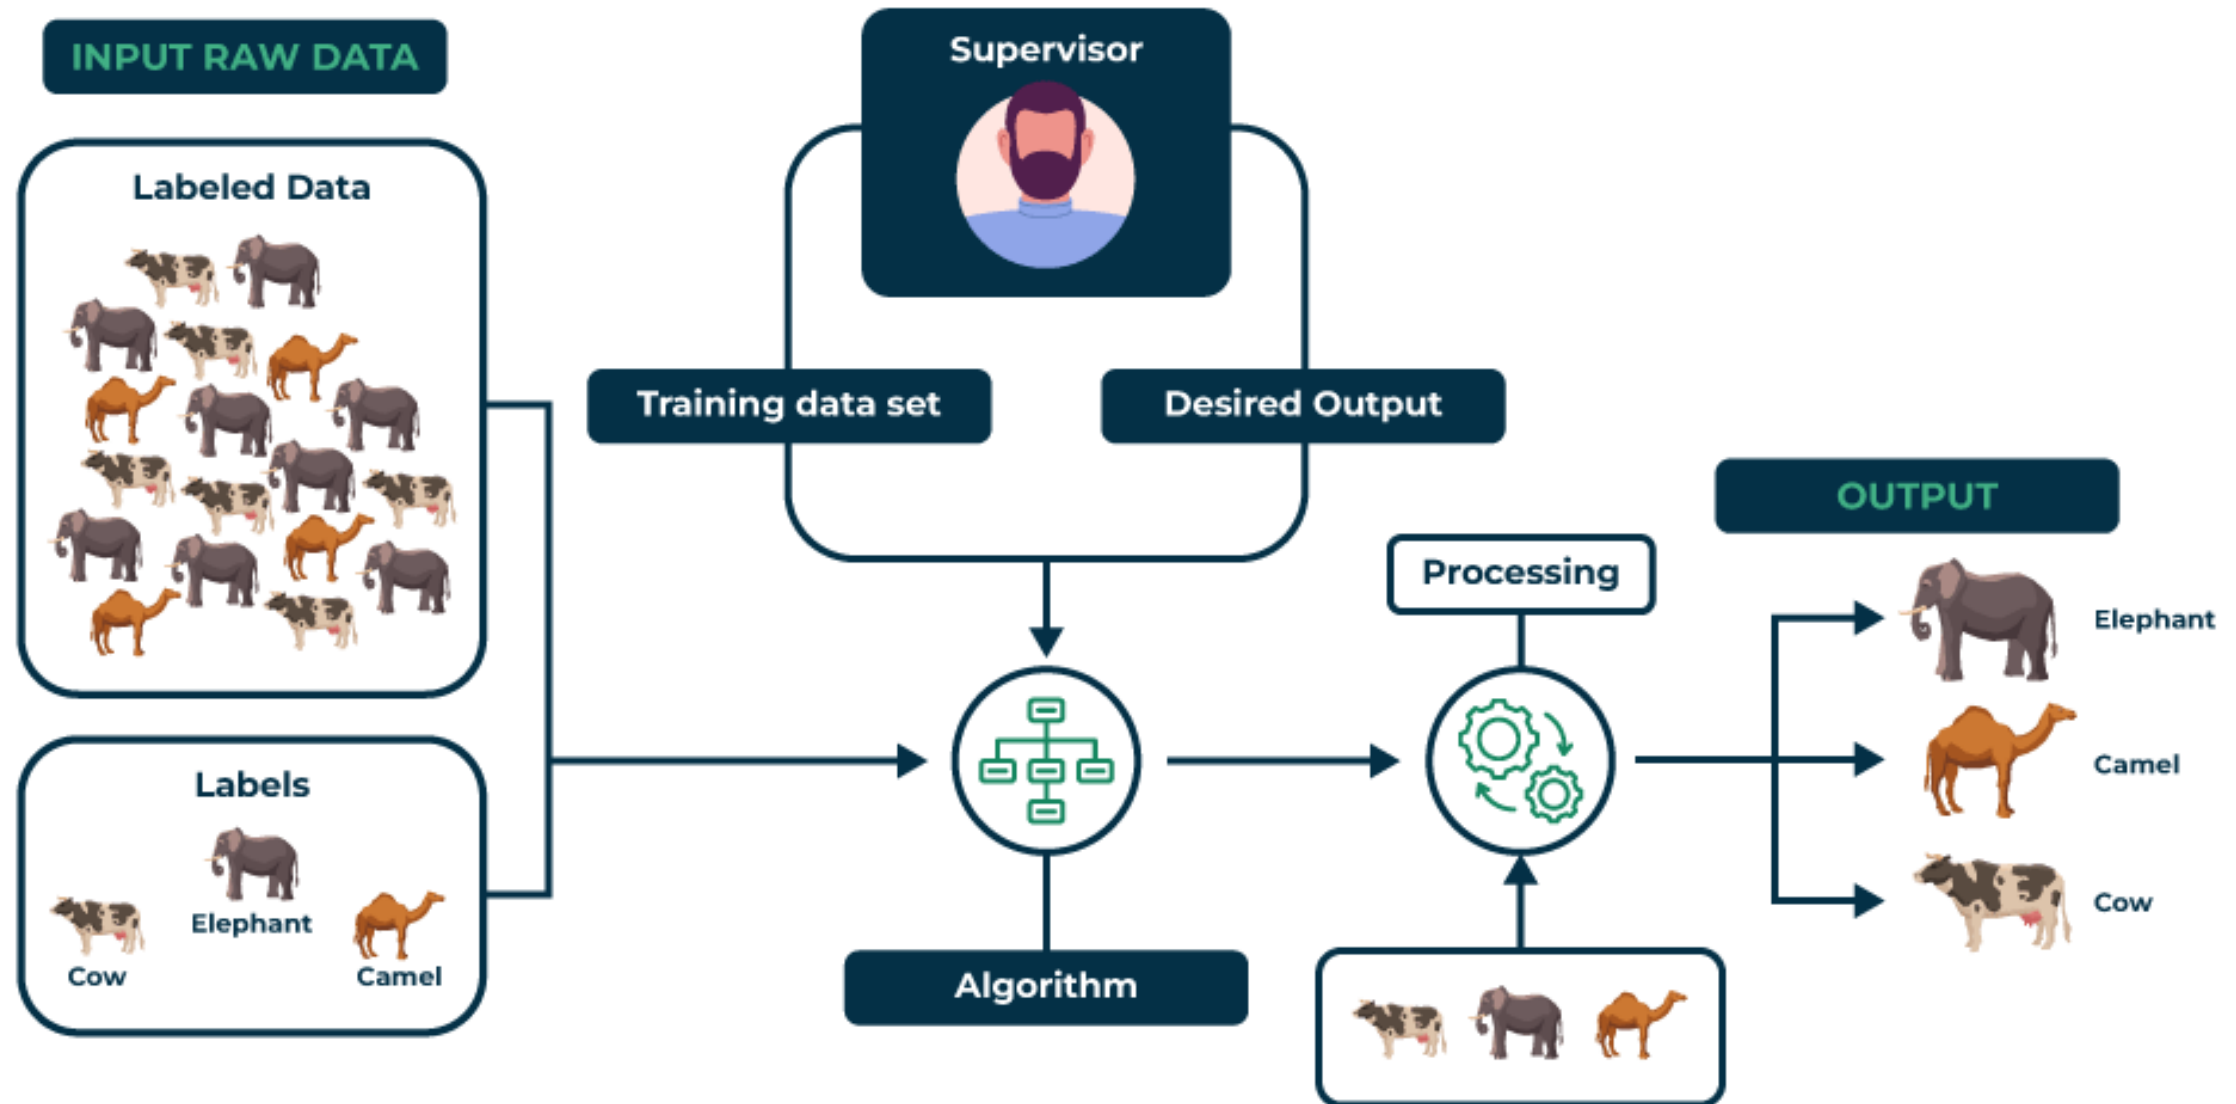 INPUT RAW DATA
Labeled Data
Labels
Elephant
Cow
Camel
Supervisor
Training data set
Desired Output
Algorithm
Processing
OUTPUT
Elephant
Camel
Cow